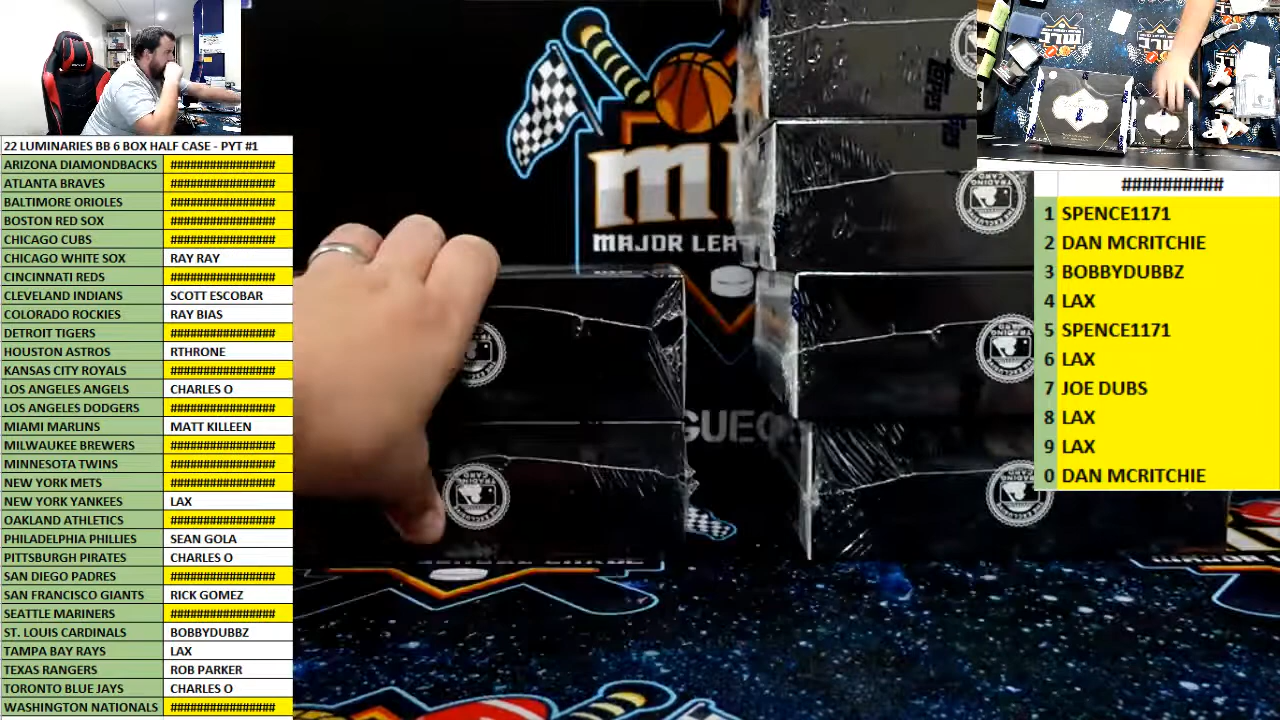 22 LUMINARIES BB 6 BOX HALF CASE - PYT #1
ARIZONA DIAMONDBACKS ################
ATLANTA BRAVES ################
BALTIMORE ORIOLES ################
BOSTON RED SOX ################
CHICAGO CUBS ################
CHICAGO WHITE SOX RAY RAY
CINCINNATI REDS ################
CLEVELAND INDIANS SCOTT ESCOBAR
COLORADO ROCKIES RAY BIAS
DETROIT TIGERS ################
HOUSTON ASTROS RTHRONE
KANSAS CITY ROYALS ################
LOS ANGELES ANGELS CHARLES O
LOS ANGELES DODGERS ################
MIAMI MARLINS MATT KILLEEN
MILWAUKEE BREWERS ################
MINNESOTA TWINS ################
NEW YORK METS ################
NEW YORK YANKEES LAX
OAKLAND ATHLETICS ################
PHILADELPHIA PHILLIES SEAN GOLA
PITTSBURGH PIRATES CHARLES O
SAN DIEGO PADRES ################
SAN FRANCISCO GIANTS RICK GOMEZ
SEATTLE MARINERS ################
ST. LOUIS CARDINALS BOBBYDUBBZ
TAMPA BAY RAYS LAX
TEXAS RANGERS ROB PARKER
TORONTO BLUE JAYS CHARLES O
WASHINGTON NATIONALS ################
MAJOR LEA
GUE
topps
##########
1 SPENCE1171
2 DAN MCRITCHIE
3 BOBBYDUBBZ
4 LAX
5 SPENCE1171
6 LAX
7 JOE DUBS
8 LAX
9 LAX
0 DAN MCRITCHIE